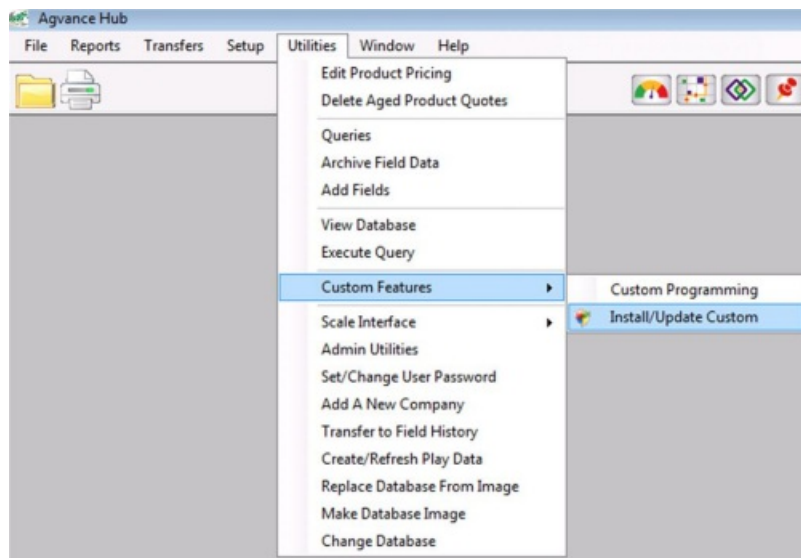 Agvance Hub
File Reports Transfers Setup Utilities Window Help
Edit Product Pricing
Delete Aged Product Quotes
Queries
Archive Field Data
Add Fields
View Database
Execute Query
Custom Features
Custom Programming
Install/Update Custom
Scale Interface
Admin Utilities
Set/Change User Password
Add A New Company
Transfer to Field History
Create/Refresh Play Data
Replace Database From Image
Make Database Image
Change Database